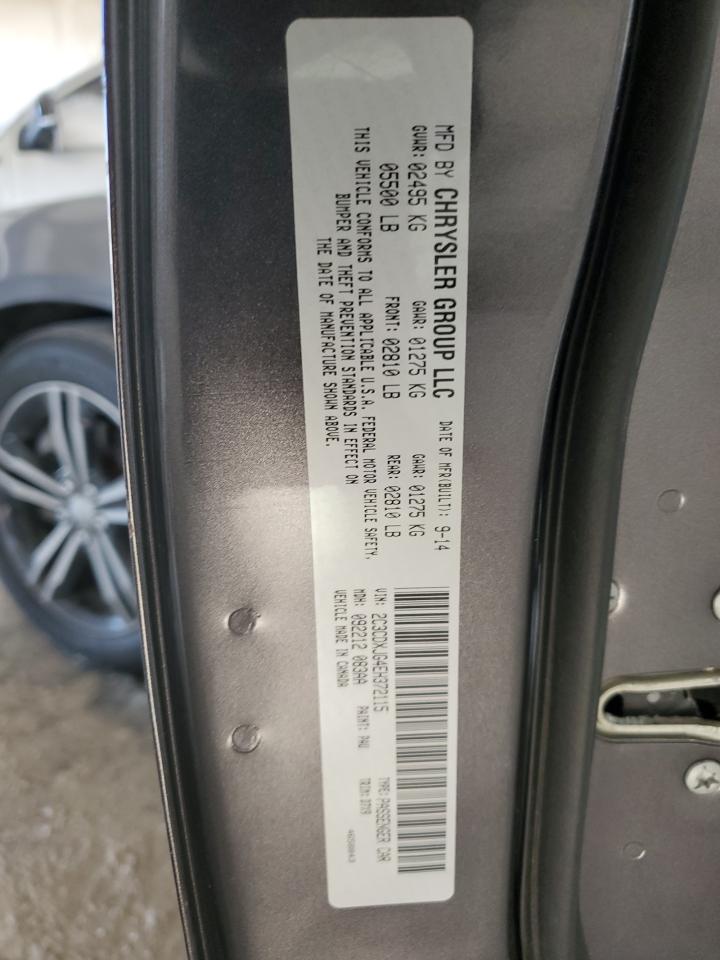 MFD BY CHRYSLER GROUP LLC DATE OF MFR(BUILT): 9-14
GVWR: 02495 KG GAWR: 01275 KG GAWR: 01275 KG
05500 LB FRONT: 02810 LB REAR: 02810 LB
THIS VEHICLE CONFORMS TO ALL APPLICABLE U.S.A. FEDERAL MOTOR VEHICLE SAFETY,
BUMPER AND THEFT PREVENTION STANDARDS IN EFFECT ON
THE DATE OF MANUFACTURE SHOWN ABOVE.
VIN: 2C3CDXJG4EH372115 TYPE: PASSENGER CAR
MDH: 092212 083AA PAINT: PAU TRIM: D7X9
VEHICLE MADE IN CANADA